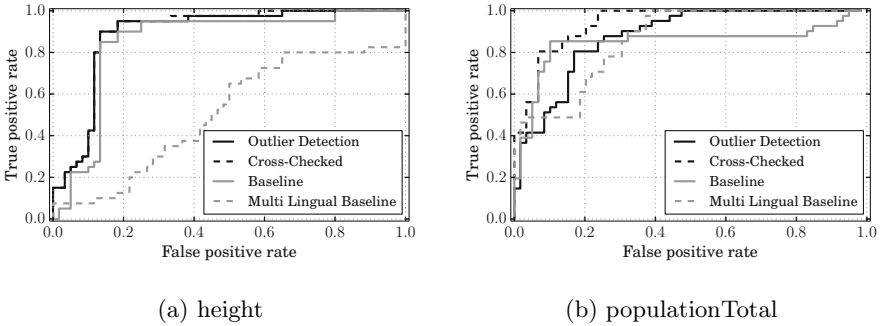 True positive rate
1.0
0.8
0.6
0.4
0.2
0.0
0.0 0.2 0.4 0.6 0.8 1.0
False positive rate
Outlier Detection
Cross-Checked
Baseline
Multi Lingual Baseline
(a) height
True positive rate
1.0
0.8
0.6
0.4
0.2
0.0
0.0 0.2 0.4 0.6 0.8 1.0
False positive rate
Outlier Detection
Cross-Checked
Baseline
Multi Lingual Baseline
(b) populationTotal